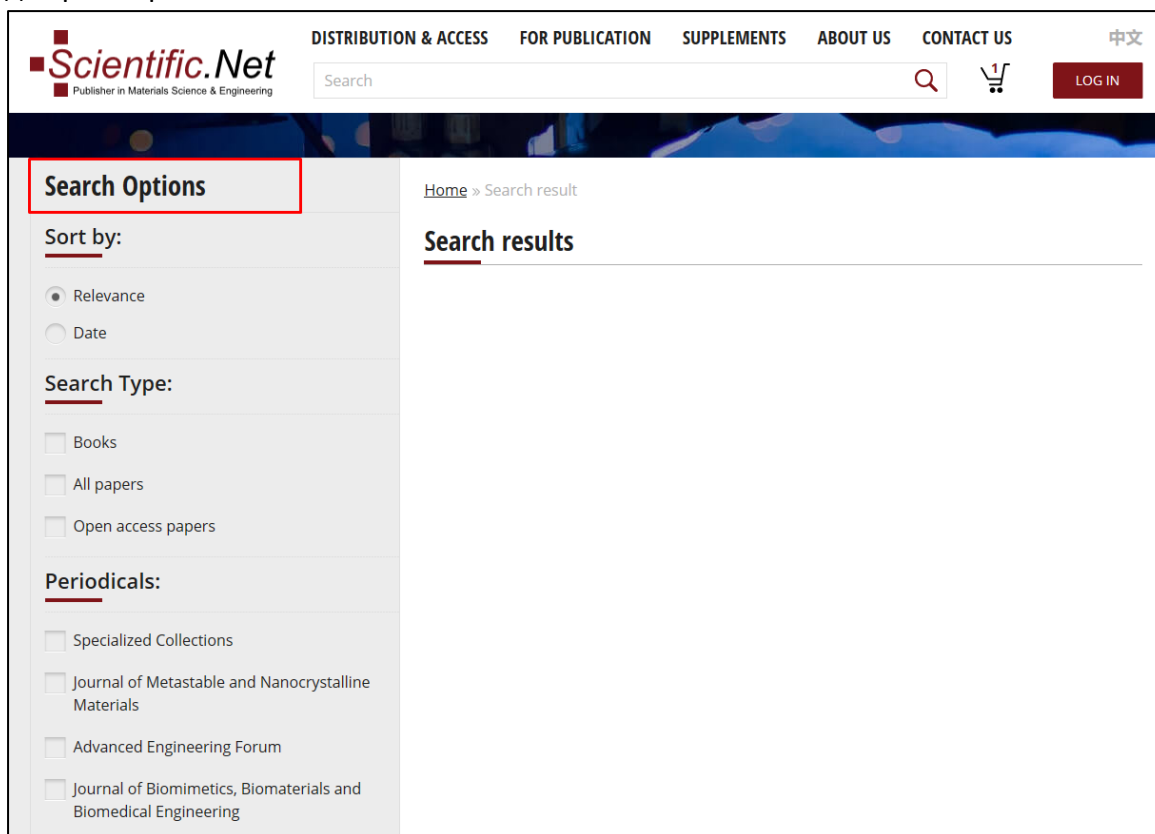 DISTRIBUTION & ACCESS FOR PUBLICATION SUPPLEMENTS ABOUT US CONTACT US 中文
Scientific.Net
Publisher in Materials Science & Engineering
Search 1 LOG IN
Search Options
Home » Search result
Sort by:
Search results
Relevance
Date
Search Type:
Books
All papers
Open access papers
Periodicals:
Specialized Collections
Journal of Metastable and Nanocrystalline
Materials
Advanced Engineering Forum
Journal of Biomimetics, Biomaterials and
Biomedical Engineering